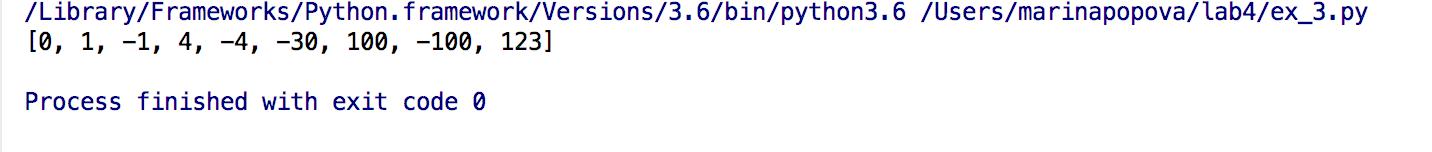 /Library/Frameworks/Python.framework/Versions/3.6/bin/python3.6 /Users/marinapopova/lab4/ex_3.py
[0, 1, -1, 4, -4, -30, 100, -100, 123]
Process finished with exit code 0